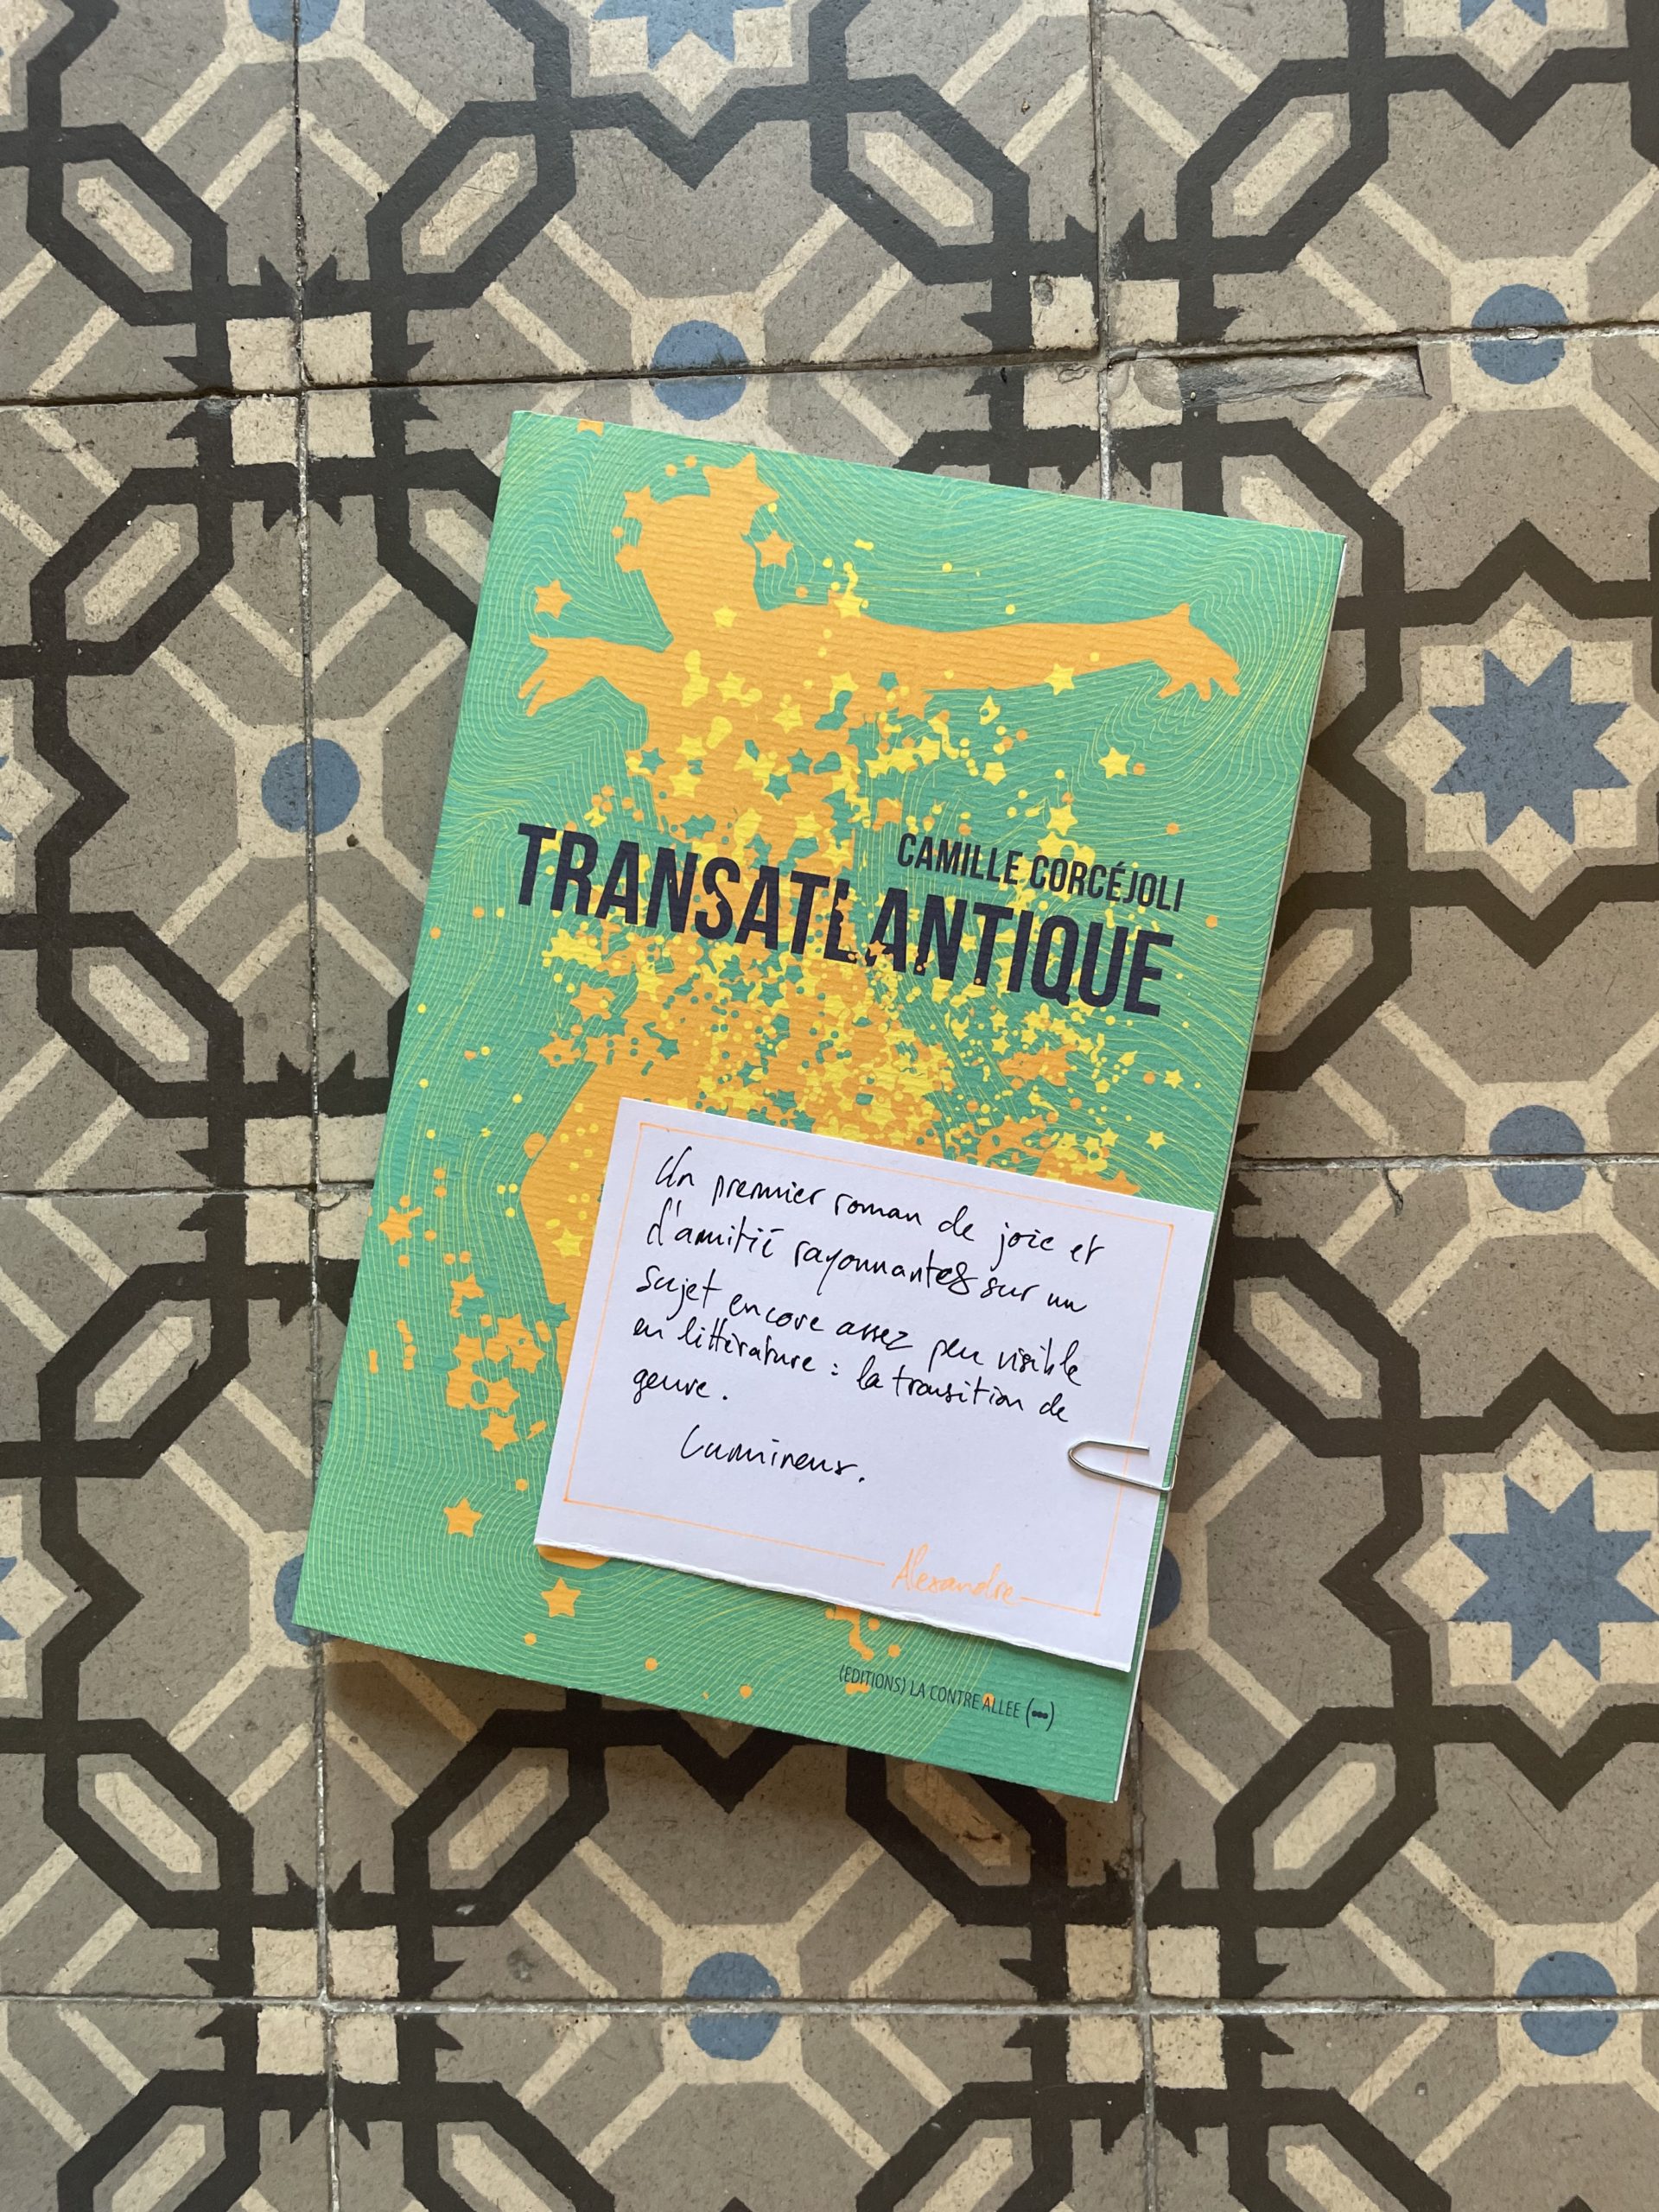 CAMILLE CORCÉJOLI
TRANSATLANTIQUE
Un premier roman de joie et
d'amitié rayonnantes sur un
sujet encore assez peu visible
en littérature : la transition de
genre.
Lumineux.
Alexandre
(EDITIONS) LA CONTRE ALLEE (•••)